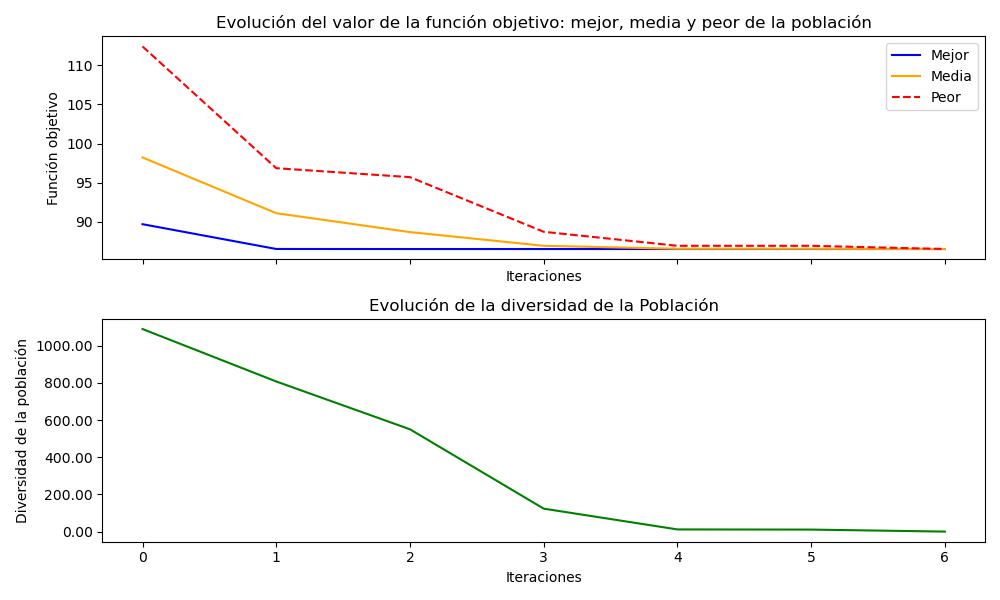 Evolución del valor de la función objetivo: mejor, media y peor de la población
Función objetivo
110
105
100
95
90
Mejor
Media
Peor
Iteraciones
Evolución de la diversidad de la Población
Diversidad de la población
1000.00
800.00
600.00
400.00
200.00
0.00
0 1 2 3 4 5 6
Iteraciones